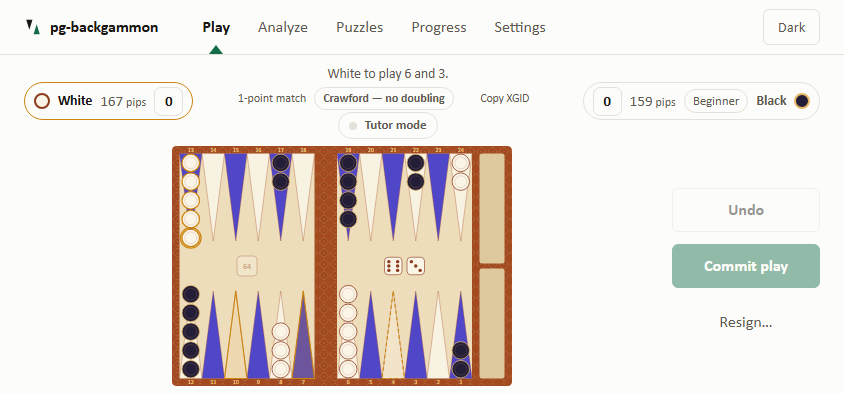 pg-backgammon Play Analyze Puzzles Progress Settings Dark
White to play 6 and 3.
White 167 pips 0 1-point match Crawford — no doubling Copy XGID 0 159 pips Beginner Black
Tutor mode
13 14 15 16 17 18 19 20 21 22 23 24
Undo
64
Commit play
Resign...
12 11 10 9 8 7 6 5 4 3 2 1